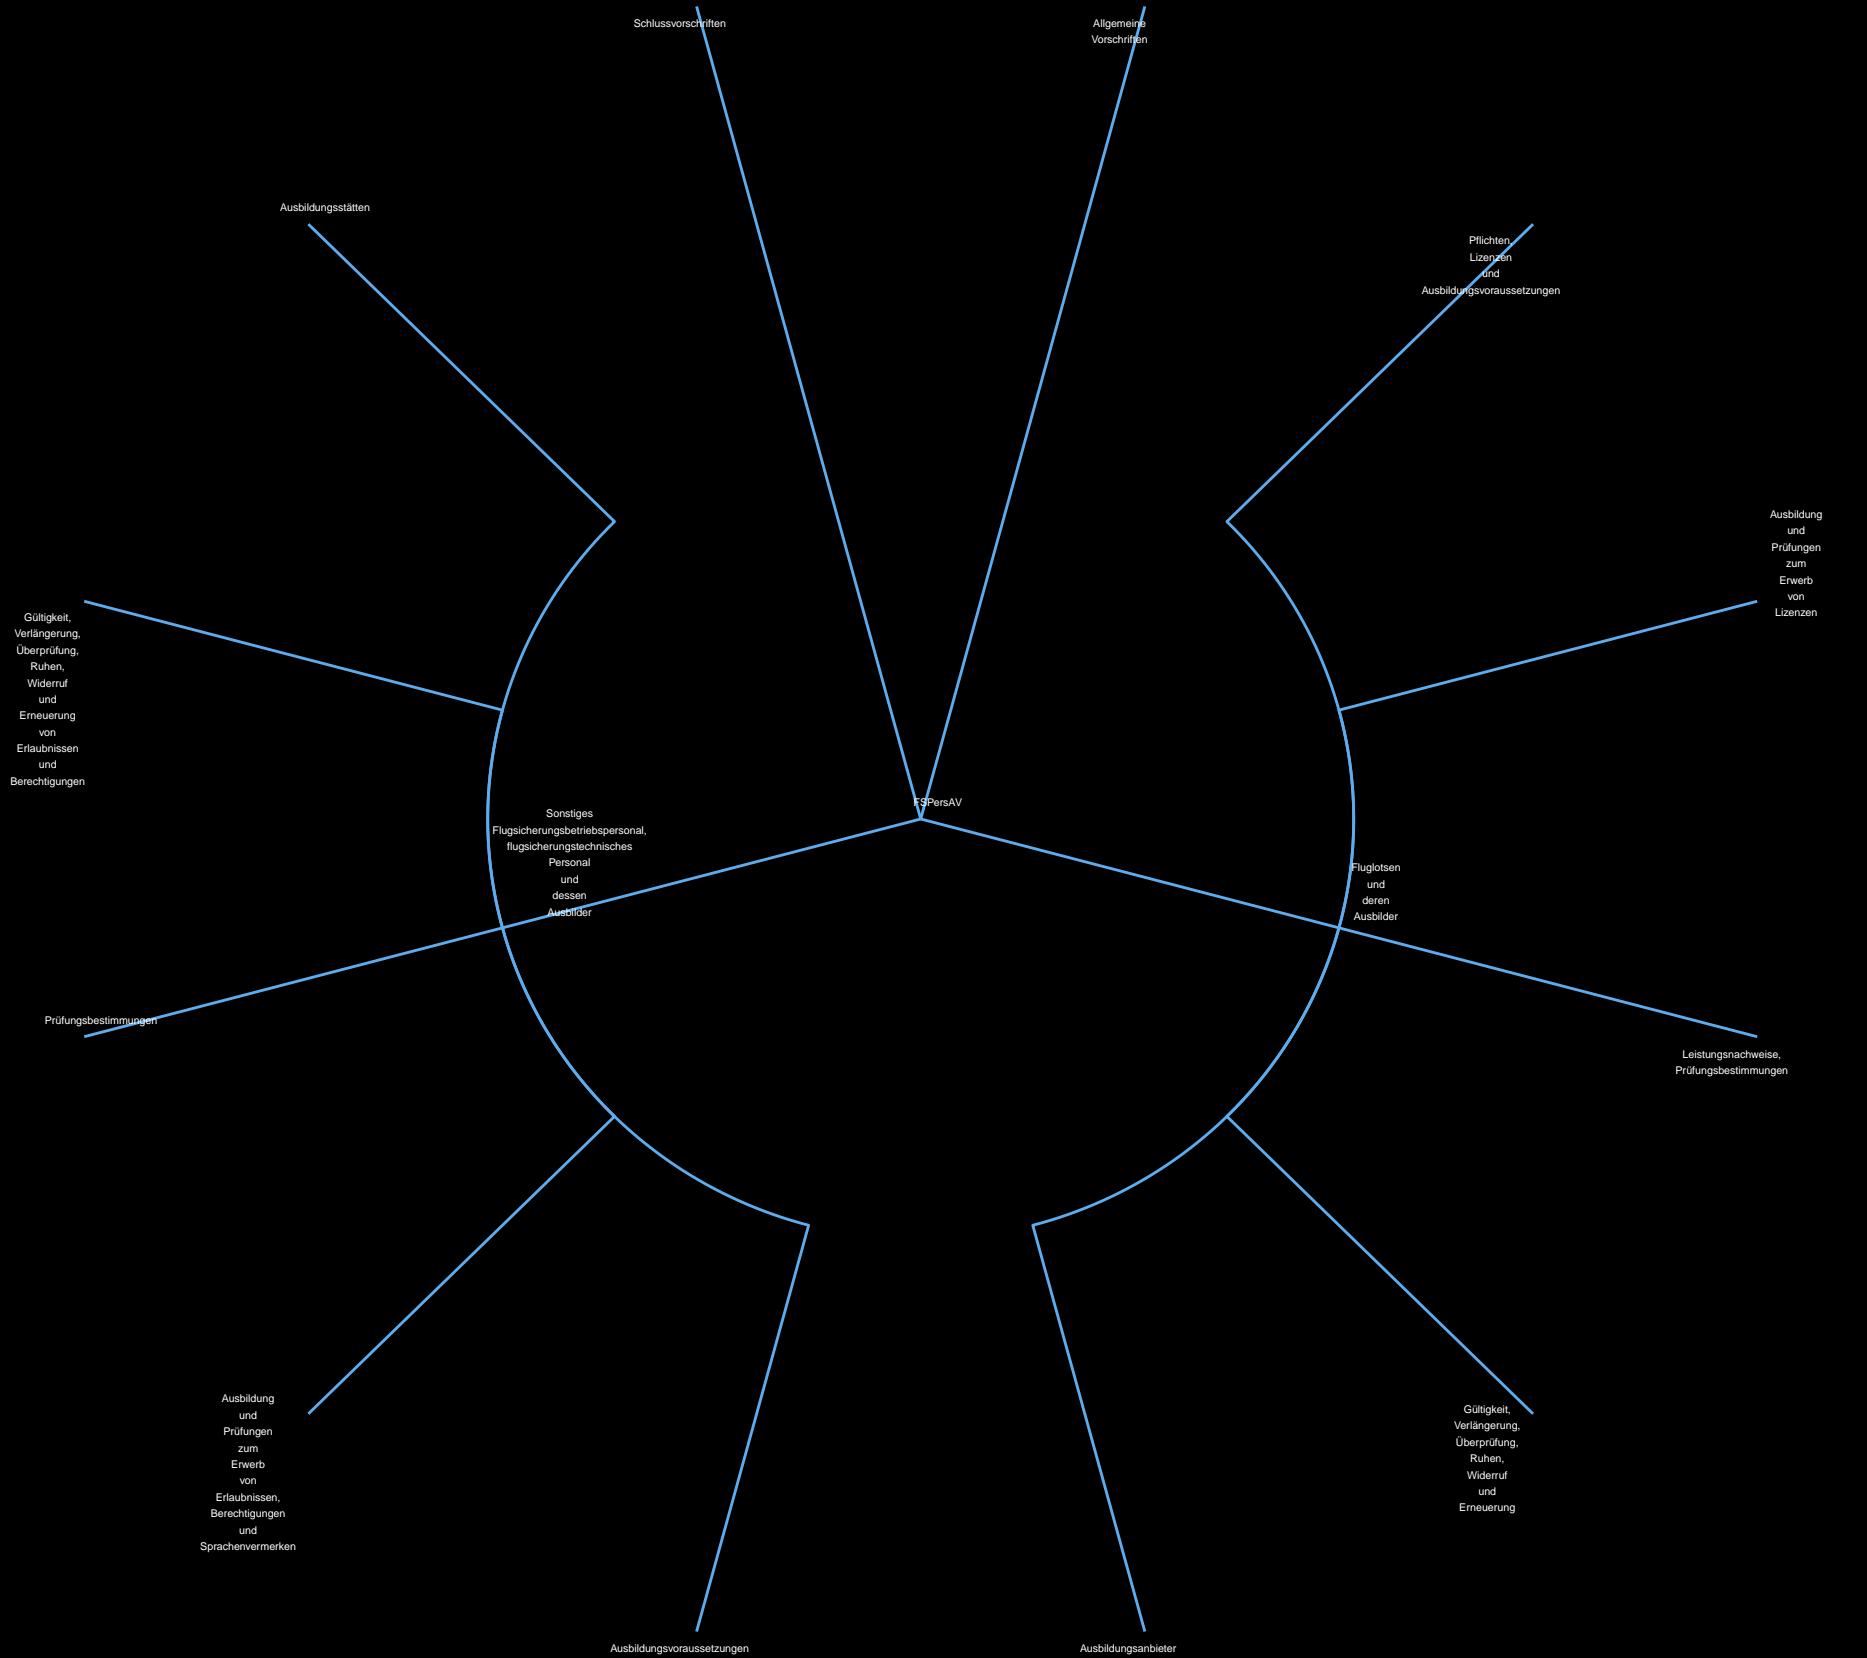 Schlussvorschriften
Allgemeine
Vorschriften
Ausbildungsstätten
Pflichten,
Lizenzen
und
Ausbildungsvoraussetzungen
Ausbildung
und
Prüfungen
zum
Erwerb
von
Lizenzen
Gültigkeit,
Verlängerung,
Überprüfung,
Ruhen,
Widerruf
und
Erneuerung
von
Erlaubnissen
und
Berechtigungen
FSPersAV
Sonstiges
Flugsicherungsbetriebspersonal,
flugsicherungstechnisches
Personal
und
dessen
Ausbilder
Fluglotsen
und
deren
Ausbilder
Prüfungsbestimmungen
Leistungsnachweise,
Prüfungsbestimmungen
Ausbildung
und
Prüfungen
zum
Erwerb
von
Erlaubnissen,
Berechtigungen
und
Sprachenvermerken
Gültigkeit,
Verlängerung,
Überprüfung,
Ruhen,
Widerruf
und
Erneuerung
Ausbildungsvoraussetzungen
Ausbildungsanbieter